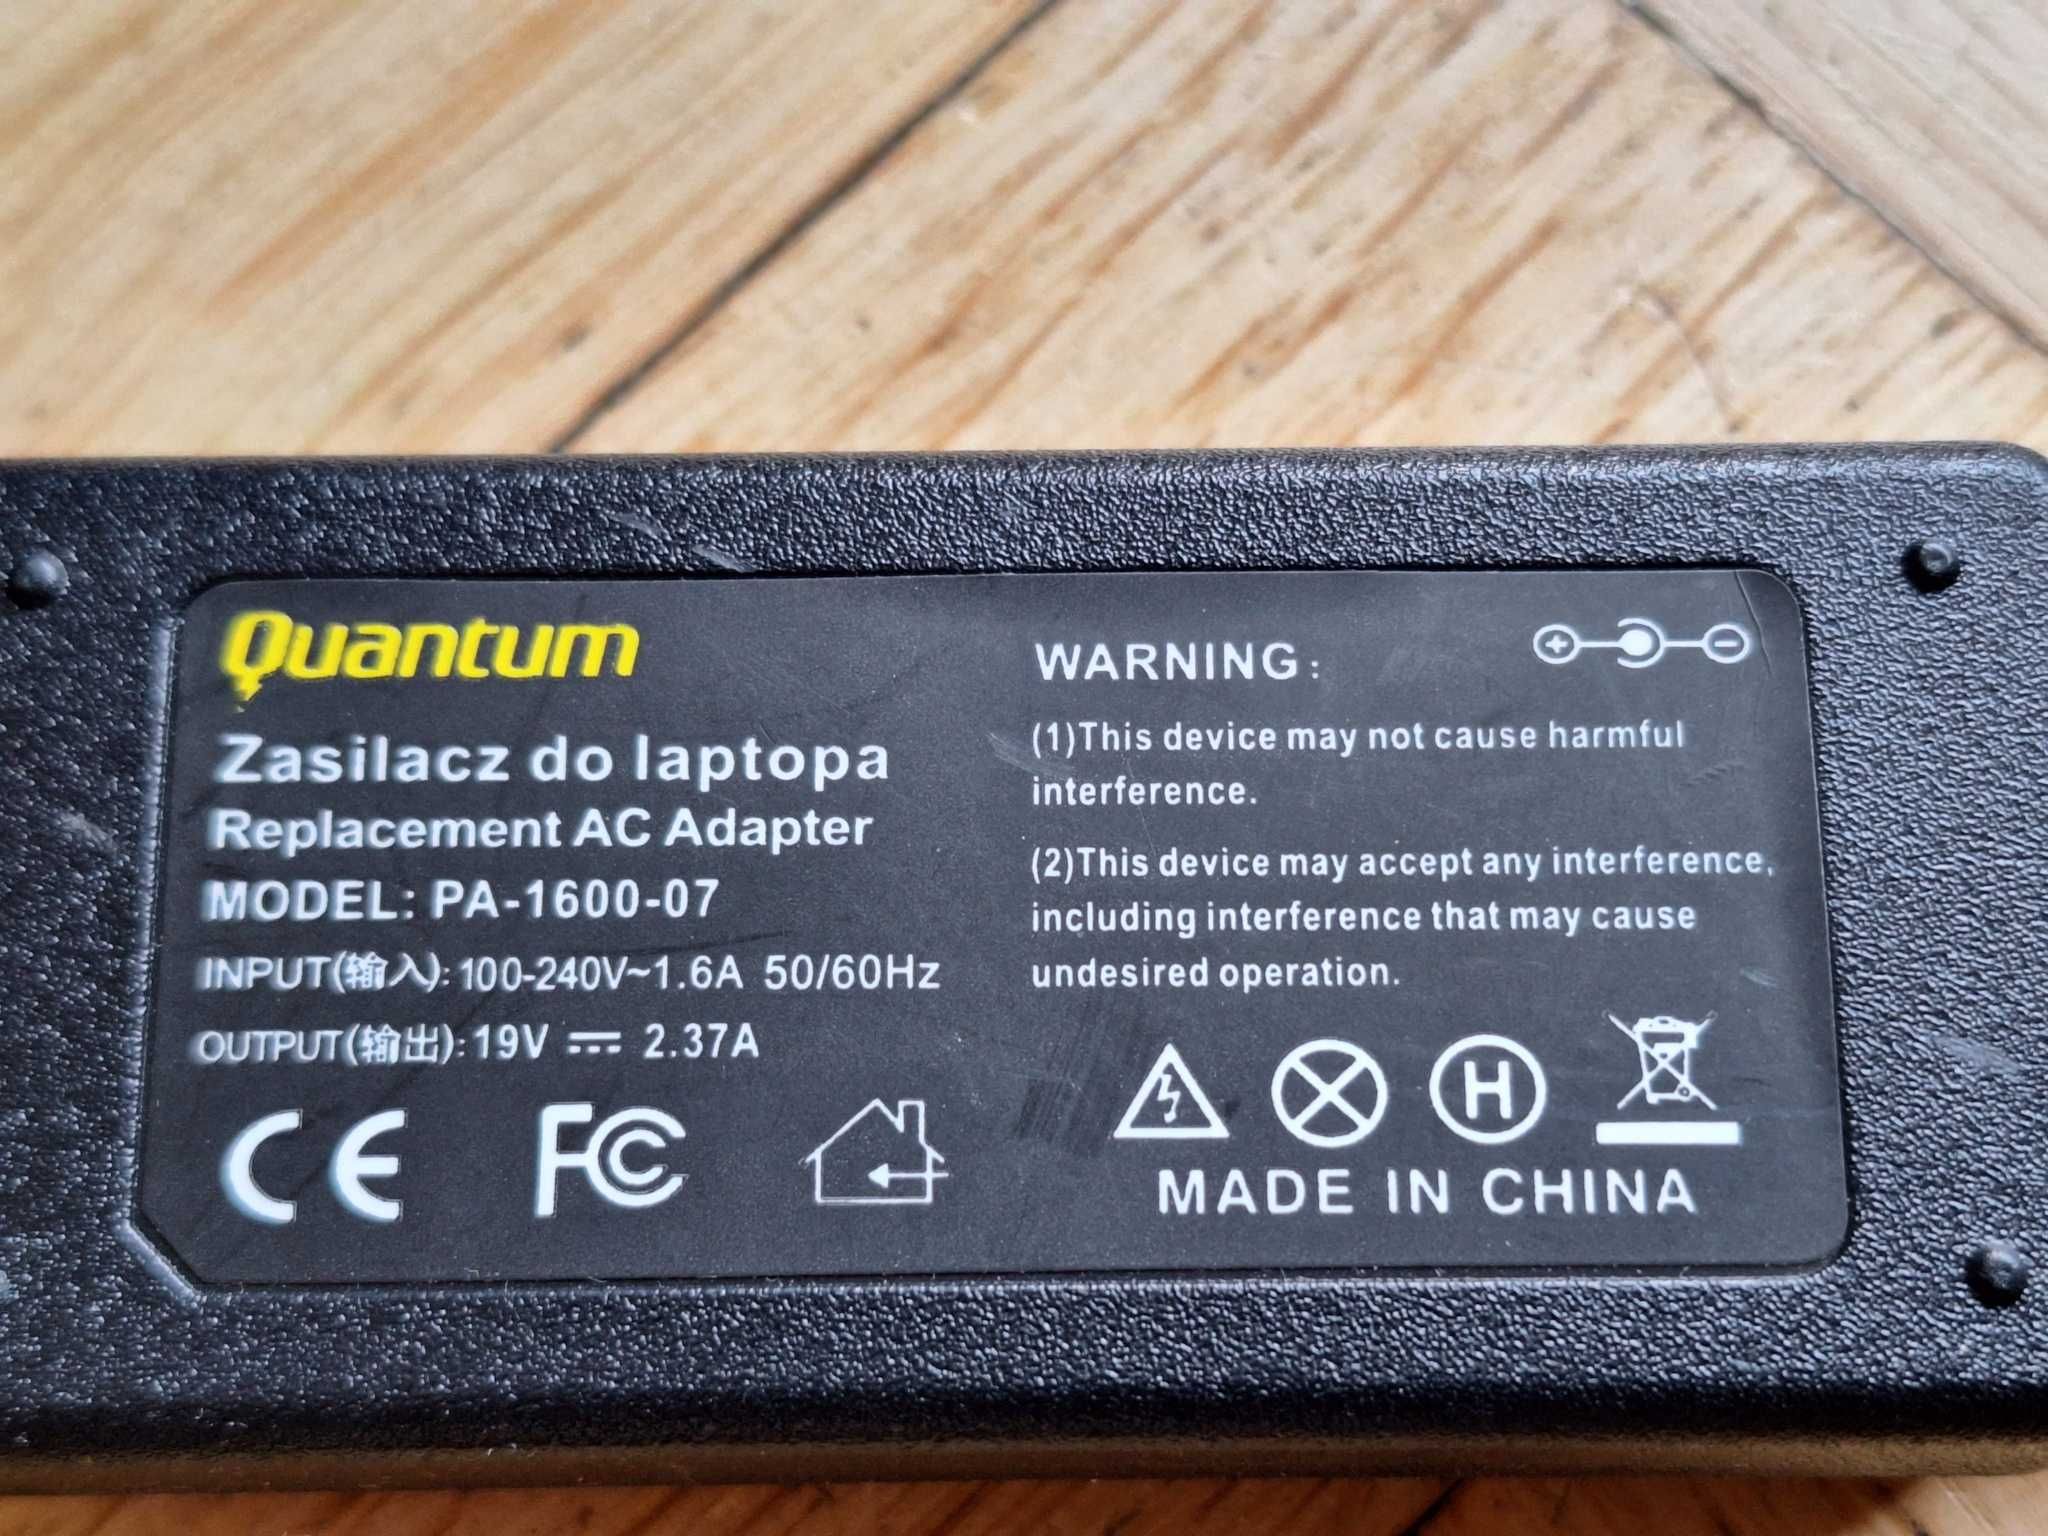 Quantum
Zasilacz do laptopa
Replacement AC Adapter
MODEL: PA-1600-07
INPUT(输入): 100-240V~1.6A 50/60Hz
OUTPUT(输出): 19V ⎓ 2.37A
CE FC
WARNING:
(1)This device may not cause harmful
interference.
(2)This device may accept any interference,
including interference that may cause
undesired operation.
H
MADE IN CHINA